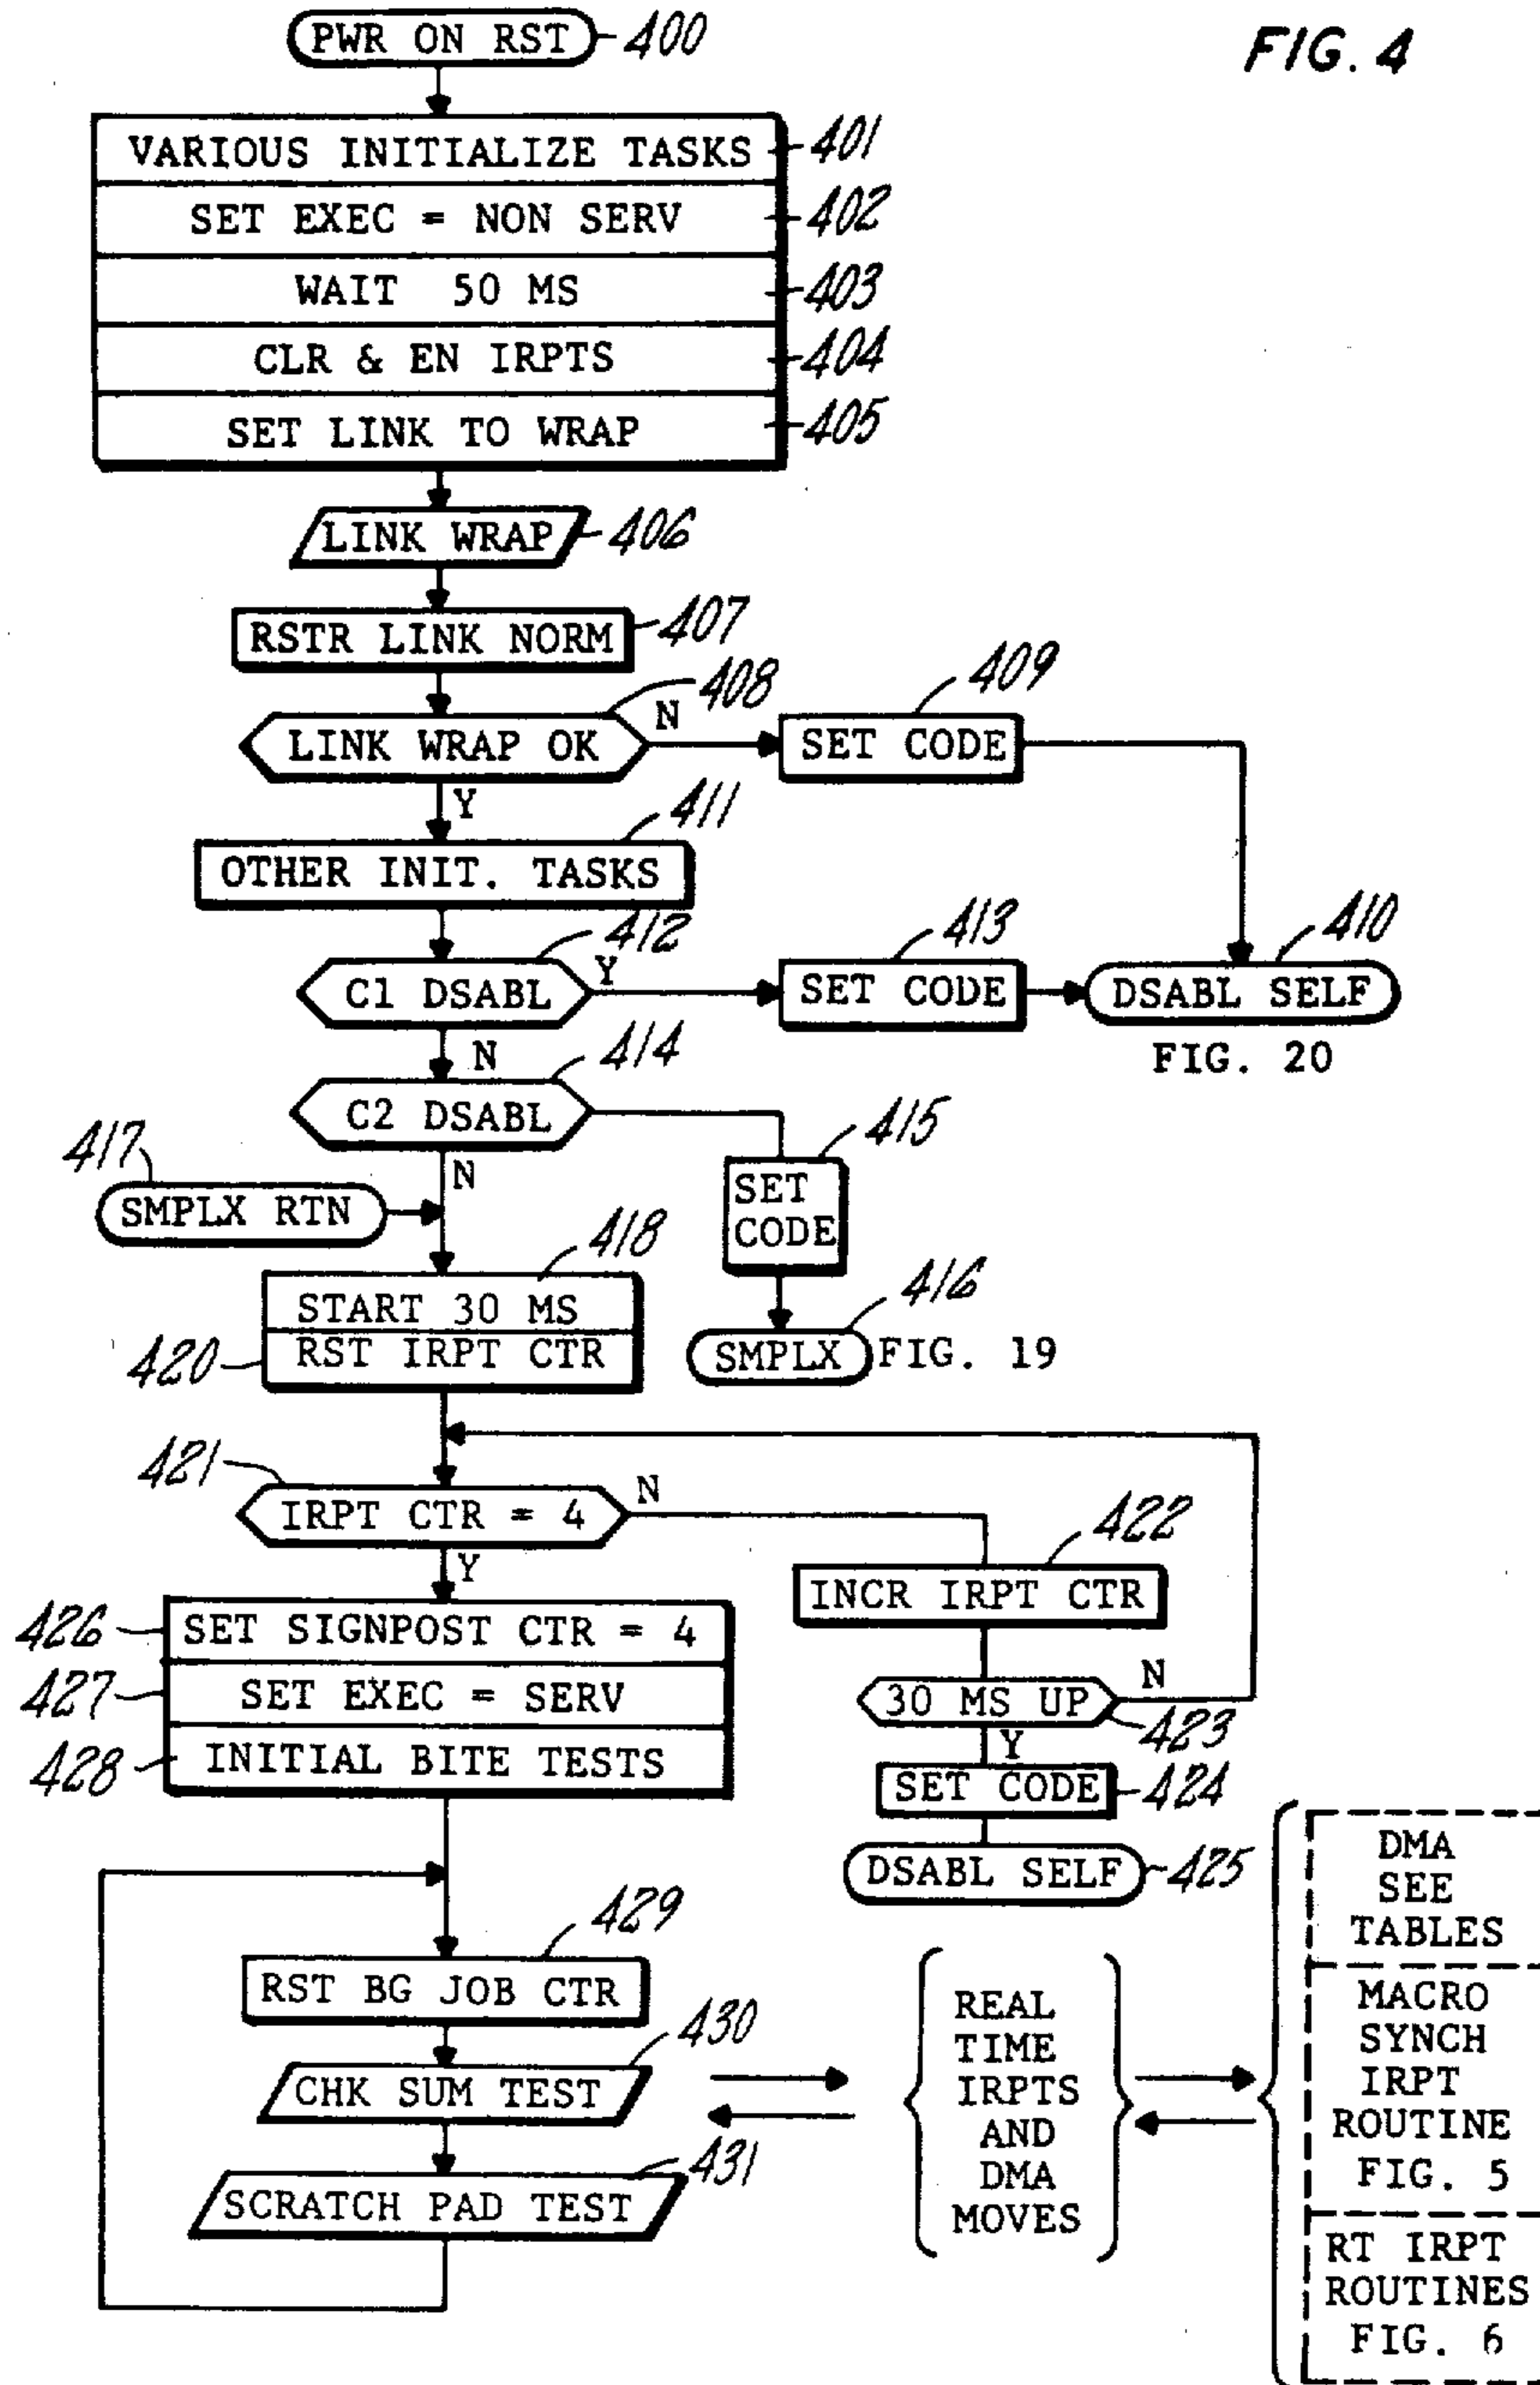 FIG. 4
PWR ON RST
400
VARIOUS INITIALIZE TASKS
401
SET EXEC = NON SERV
402
WAIT 50 MS
403
CLR & EN IRPTS
404
SET LINK TO WRAP
405
LINK WRAP
406
RSTR LINK NORM
407
408
LINK WRAP OK
N
409
SET CODE
Y
411
OTHER INIT. TASKS
412
C1 DSABL
Y
413
SET CODE
410
DSABL SELF
FIG. 20
N
414
C2 DSABL
415
SET
CODE
417
SMPLX RTN
N
418
START 30 MS
416
SMPLX
FIG. 19
420
RST IRPT CTR
421
IRPT CTR = 4
N
422
INCR IRPT CTR
Y
426
SET SIGNPOST CTR = 4
427
SET EXEC = SERV
428
INITIAL BITE TESTS
30 MS UP
N
423
Y
SET CODE
424
DSABL SELF
425
429
RST BG JOB CTR
430
CHK SUM TEST
431
SCRATCH PAD TEST
REAL
TIME
IRPTS
AND
DMA
MOVES
DMA
SEE
TABLES
MACRO
SYNCH
IRPT
ROUTINE
FIG. 5
RT IRPT
ROUTINES
FIG. 6